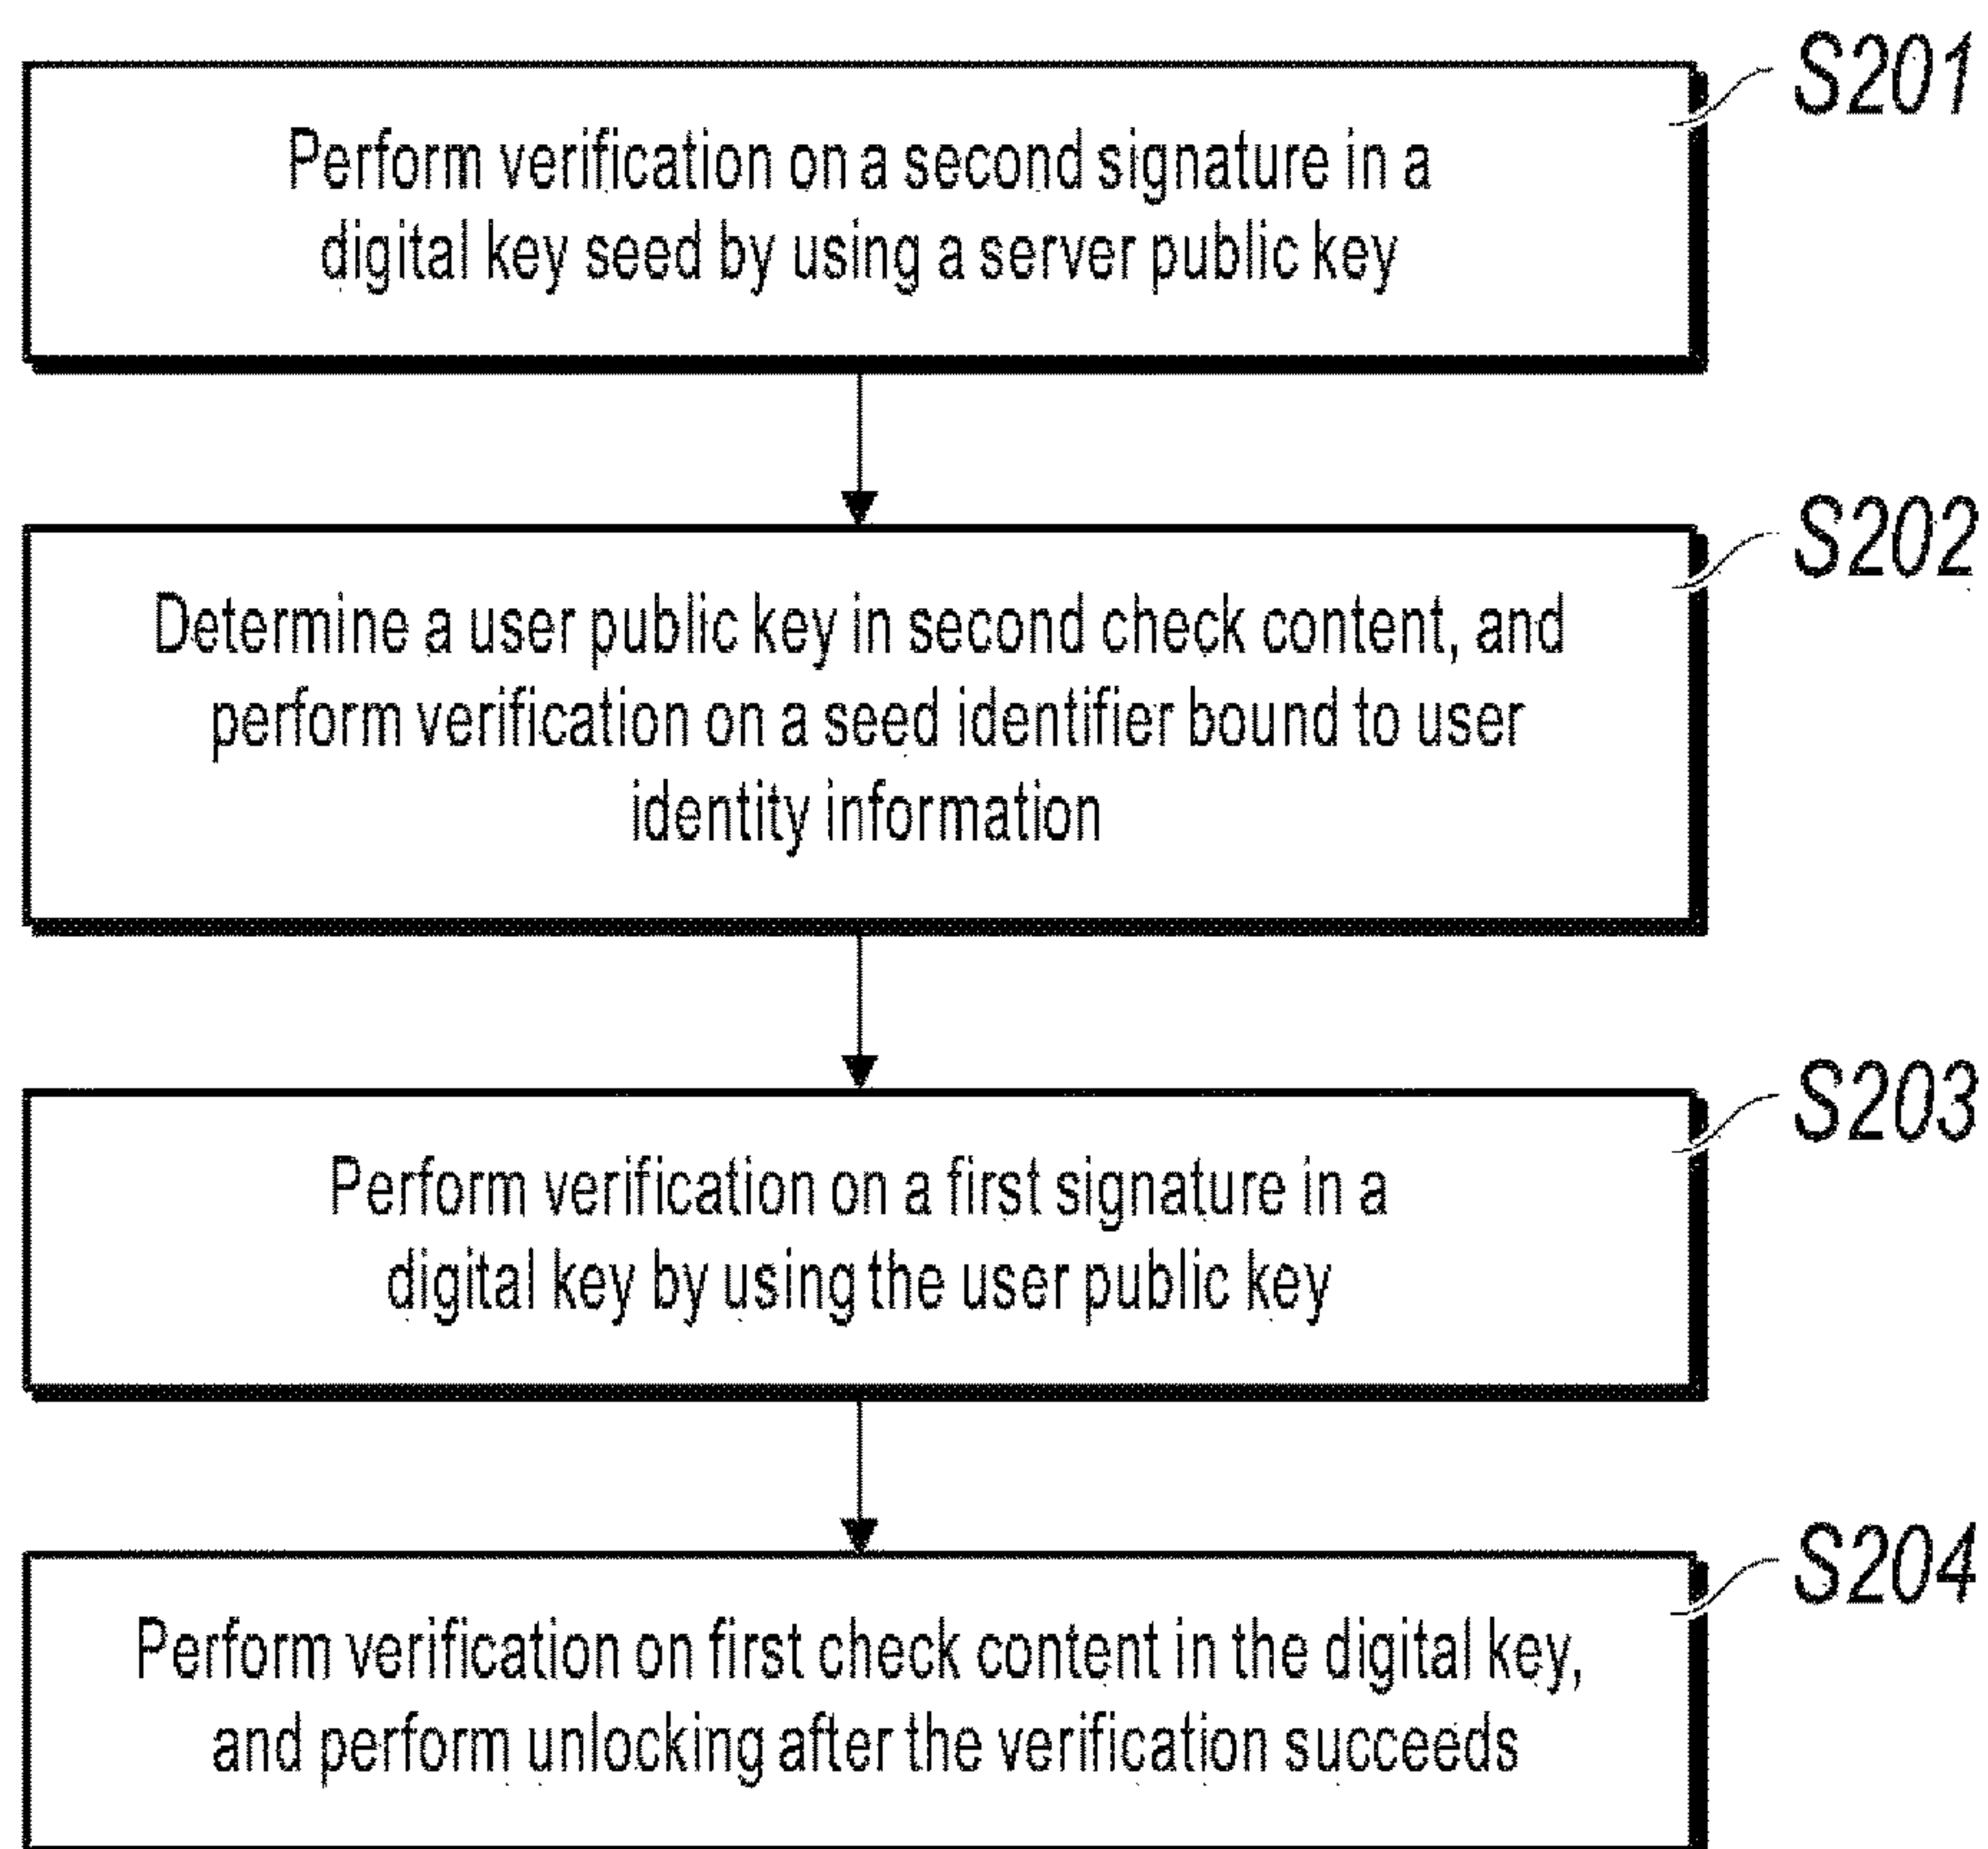 S201
Perform verification on a second signature in a
digital key seed by using a server public key
S202
Determine a user public key in second check content, and
perform verification on a seed identifier bound to user
identity information
S203
Perform verification on a first signature in a
digital key by using the user public key
S204
Perform verification on first check content in the digital key,
and perform unlocking after the verification succeeds